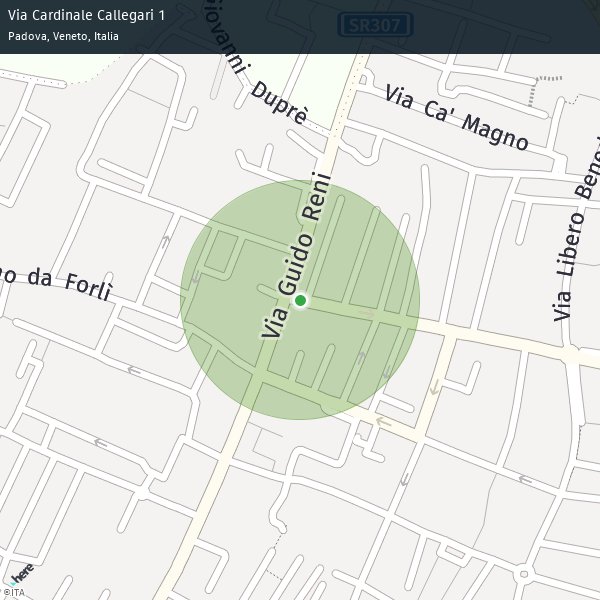 Via Cardinale Callegari 1
Padova, Veneto, Italia
SR307
Giovanni Duprè
Via Ca' Magno
Via Guido Reni
Via Libero
da Forlì
here
©ITA